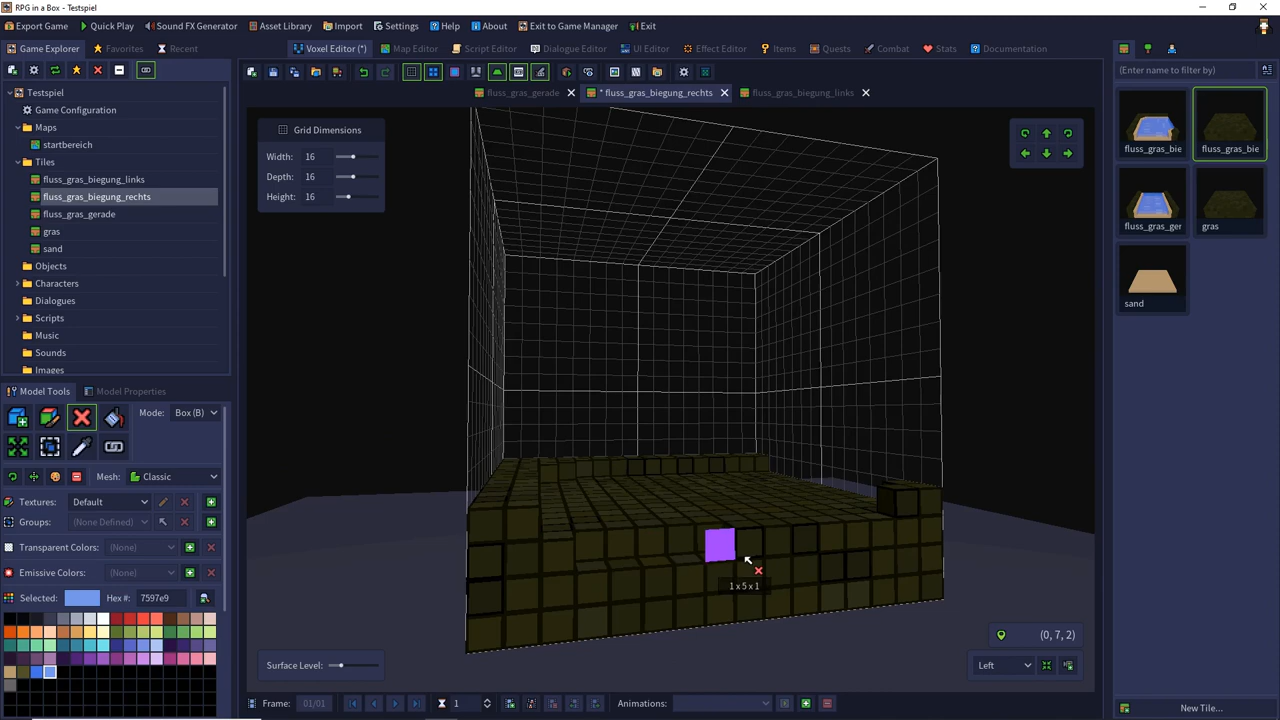 RPG in a Box - Testspiel
Export Game Quick Play Sound FX Generator Asset Library Import Settings Help About Exit to Game Manager Exit
Game Explorer Favorites Recent
Voxel Editor (*) Map Editor Script Editor Dialogue Editor UI Editor Effect Editor Items Quests Combat Stats Documentation
fluss_gras_gerade * fluss_gras_biegung_rechts fluss_gras_biegung_links
Testspiel
Game Configuration
Maps
startbereich
Tiles
fluss_gras_biegung_links
fluss_gras_biegung_rechts
fluss_gras_gerade
gras
sand
Objects
Characters
Dialogues
Scripts
Music
Sounds
Images
Model Tools Model Properties
Mode: Box (B)
Mesh: Classic
Textures: Default
Groups: (None Defined)
Transparent Colors: (None)
Emissive Colors: (None)
Selected: Hex #: 7597e9
Grid Dimensions
Width: 16
Depth: 16
Height: 16
1x5x1
(0, 7, 2)
Surface Level:
Left
Frame: 01/01 1 Animations:
(Enter name to filter by)
fluss_gras_bie fluss_gras_bie
fluss_gras_ger gras
sand
New Tile...